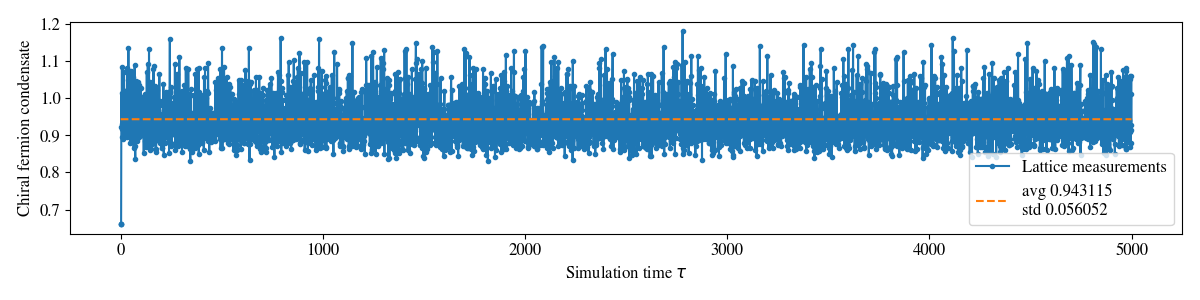 Chiral fermion condensate
1.2
1.1
1.0
0.9
0.8
0.7
Lattice measurements
avg 0.943115
std 0.056052
0
1000
2000
3000
4000
5000
Simulation time τ